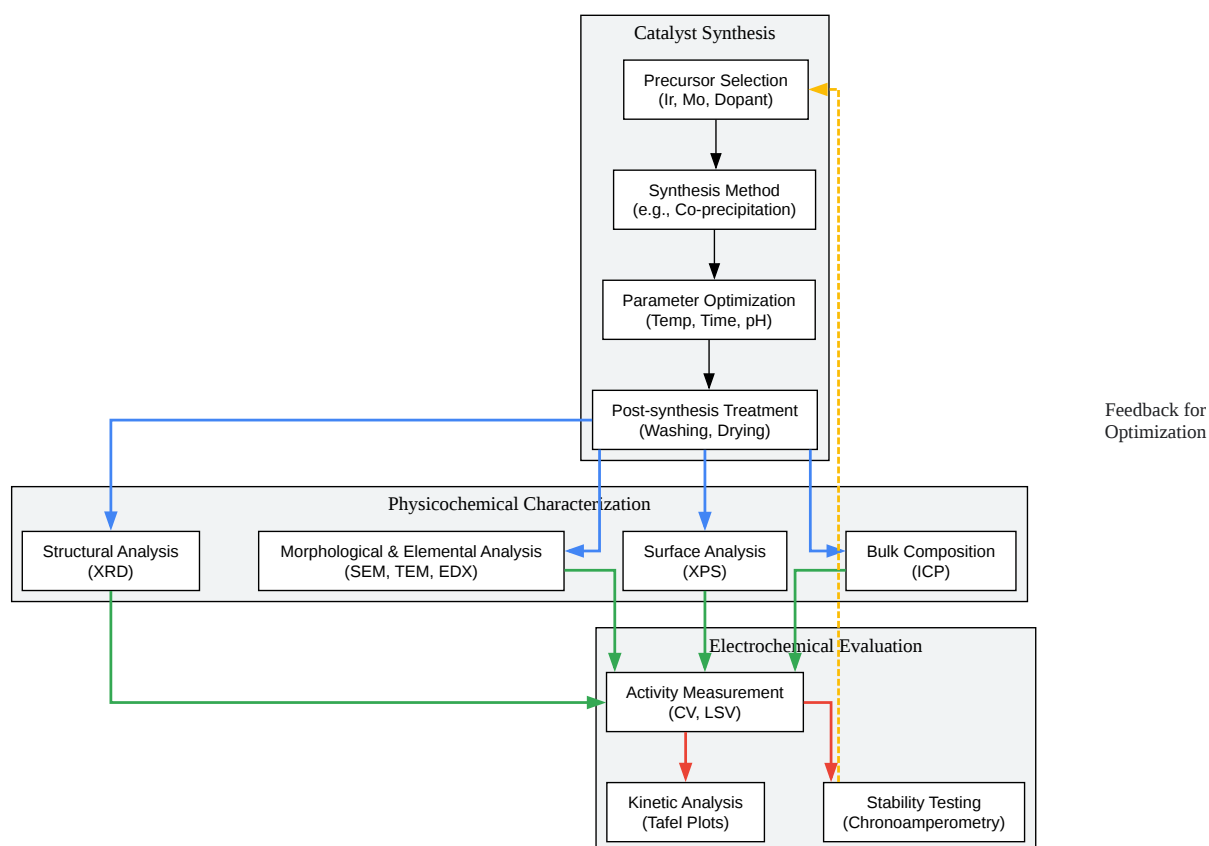 Catalyst Synthesis
Precursor Selection
(Ir, Mo, Dopant)
Synthesis Method
(e.g., Co-precipitation)
Parameter Optimization
(Temp, Time, pH)
Post-synthesis Treatment
(Washing, Drying)
Feedback for
Optimization
Physicochemical Characterization
Structural Analysis
(XRD)
Morphological & Elemental Analysis
(SEM, TEM, EDX)
Surface Analysis
(XPS)
Bulk Composition
(ICP)
Electrochemical Evaluation
Activity Measurement
(CV, LSV)
Kinetic Analysis
(Tafel Plots)
Stability Testing
(Chronoamperometry)